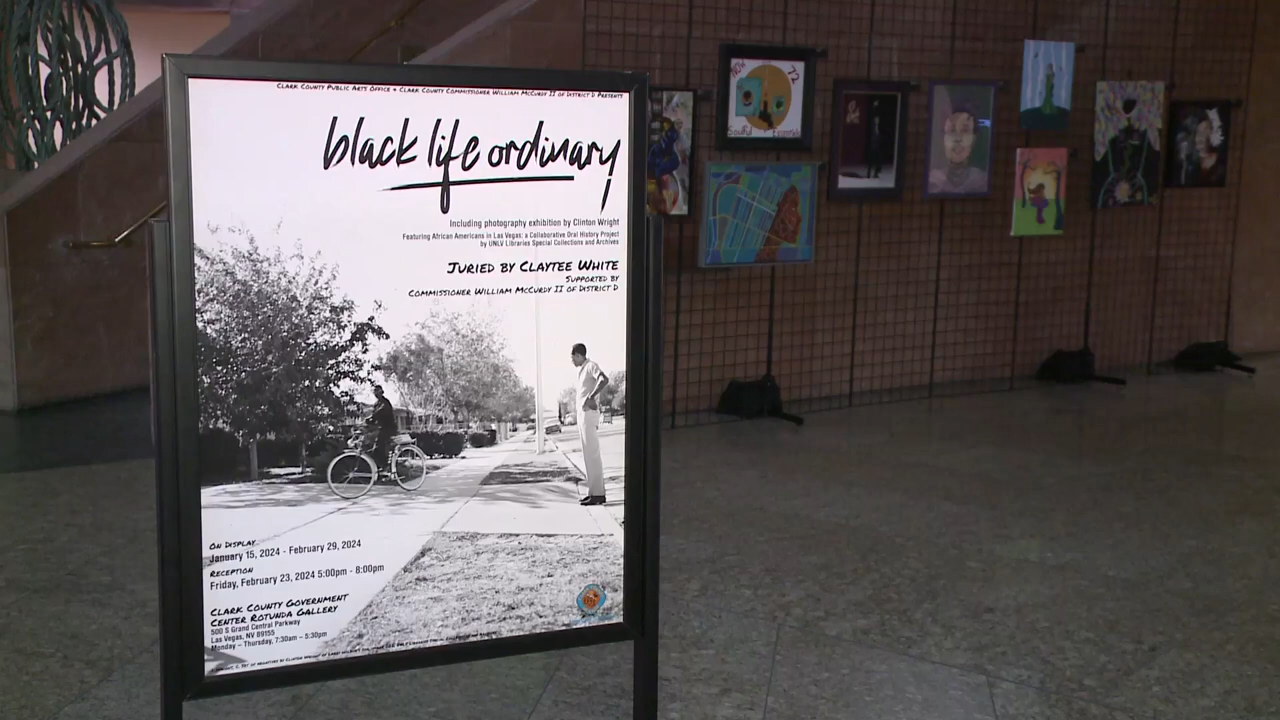 CLARK COUNTY PUBLIC ARTS OFFICE + CLARK COUNTY COMMISSIONER WILLIAM MCCURDY II OF DISTRICT D PRESENTS
black life ordinary
Including photography exhibition by Clinton Wright
Featuring African Americans in Las Vegas: a Collaborative Oral History Project
by UNLV Libraries Special Collections and Archives
JURIED BY CLAYTEE WHITE
SUPPORTED BY
COMMISSIONER WILLIAM MCCURDY II OF DISTRICT D
ON DISPLAY
January 15, 2024 - February 29, 2024
RECEPTION
Friday, February 23, 2024 5:00pm - 8:00pm
CLARK COUNTY GOVERNMENT
CENTER ROTUNDA GALLERY
500 S Grand Central Parkway
Las Vegas, NV 89155
Monday – Thursday, 7:30am – 5:30pm
NOW 72
Soulful